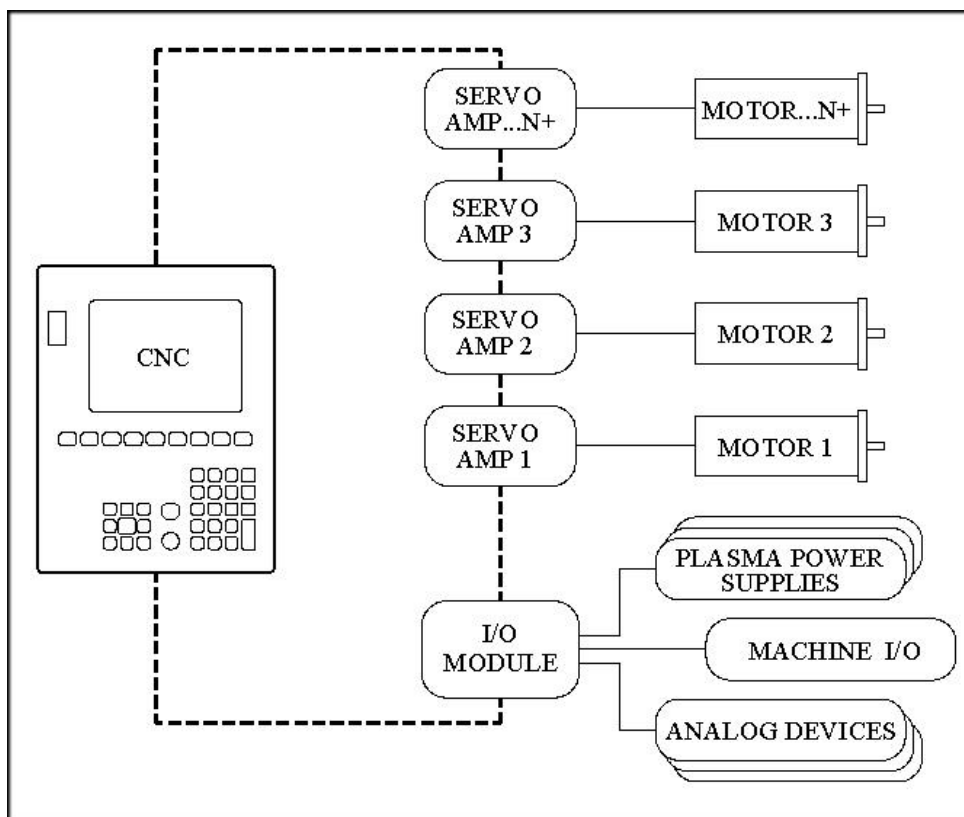 SERVO
AMP...N+
MOTOR...N+
SERVO
AMP 3
MOTOR 3
CNC
SERVO
AMP 2
MOTOR 2
SERVO
AMP 1
MOTOR 1
PLASMA POWER
SUPPLIES
I/O
MODULE
MACHINE I/O
ANALOG DEVICES